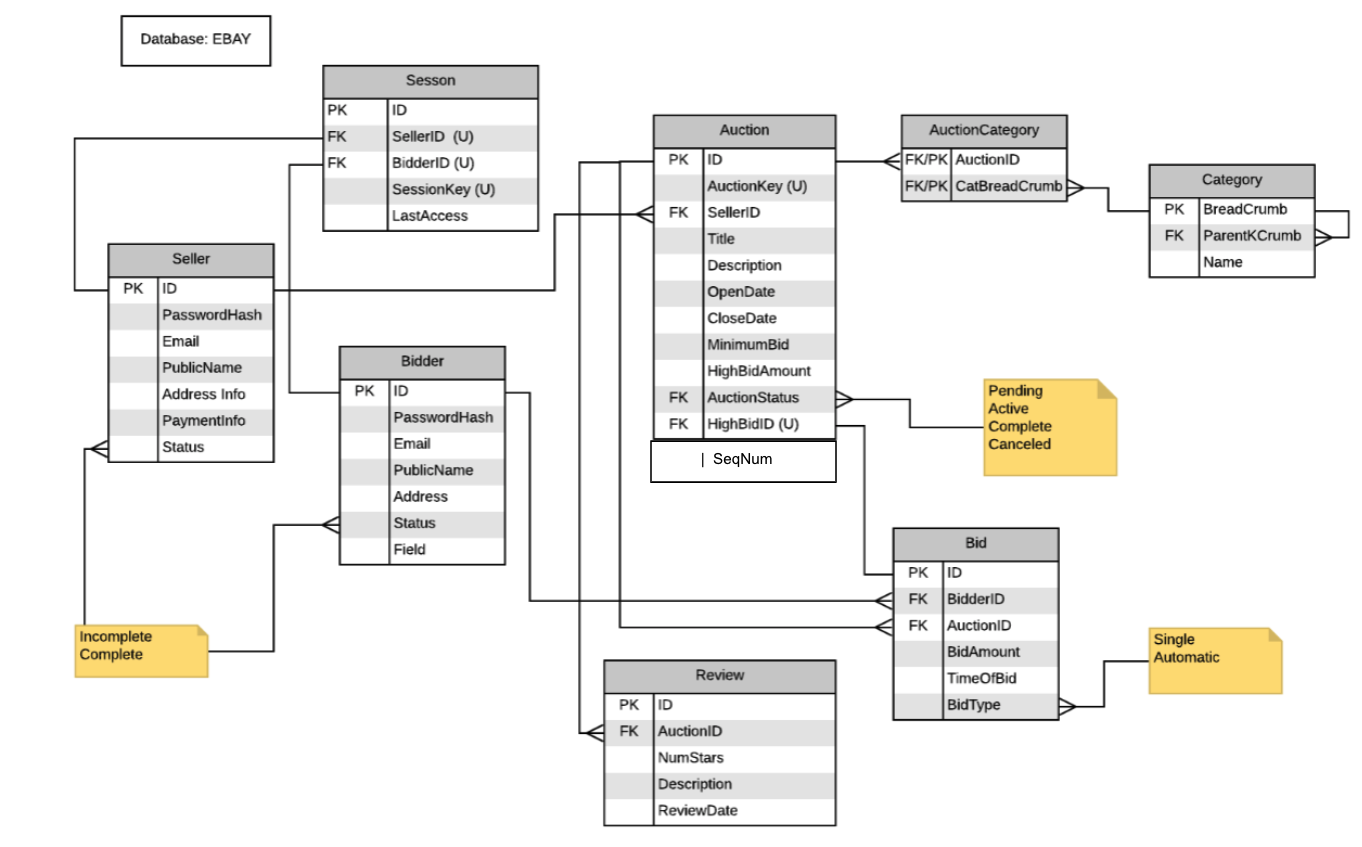 Database: EBAY
Sesson
PK ID
FK SellerID (U)
FK BidderID (U)
SessionKey (U)
LastAccess
Seller
PK ID
PasswordHash
Email
PublicName
Address Info
PaymentInfo
Status
Bidder
PK ID
PasswordHash
Email
PublicName
Address
Status
Field
Incomplete
Complete
Auction
PK ID
AuctionKey (U)
FK SellerID
Title
Description
OpenDate
CloseDate
MinimumBid
HighBidAmount
FK AuctionStatus
FK HighBidID (U)
| SeqNum
AuctionCategory
FK/PK AuctionID
FK/PK CatBreadCrumb
Category
PK BreadCrumb
FK ParentKCrumb
Name
Pending
Active
Complete
Canceled
Bid
PK ID
FK BidderID
FK AuctionID
BidAmount
TimeOfBid
BidType
Single
Automatic
Review
PK ID
FK AuctionID
NumStars
Description
ReviewDate